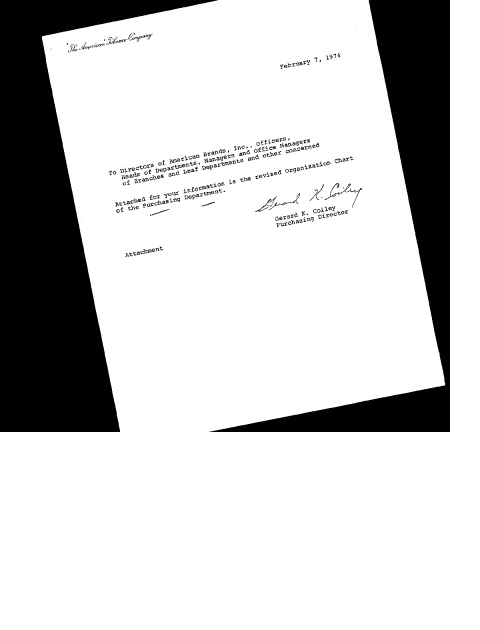 "The American Tobacco Company
February 7, 1974
To Directors of American Brands, Inc., Officers,
Heads of Departments, Managers and Office Managers
of Branches and Leaf Departments and other concerned
Attached for your information is the revised Organization Chart
of the Purchasing Department.
Gerard K. Coiley
Gerard K. Coiley
Purchasing Director
Attachment